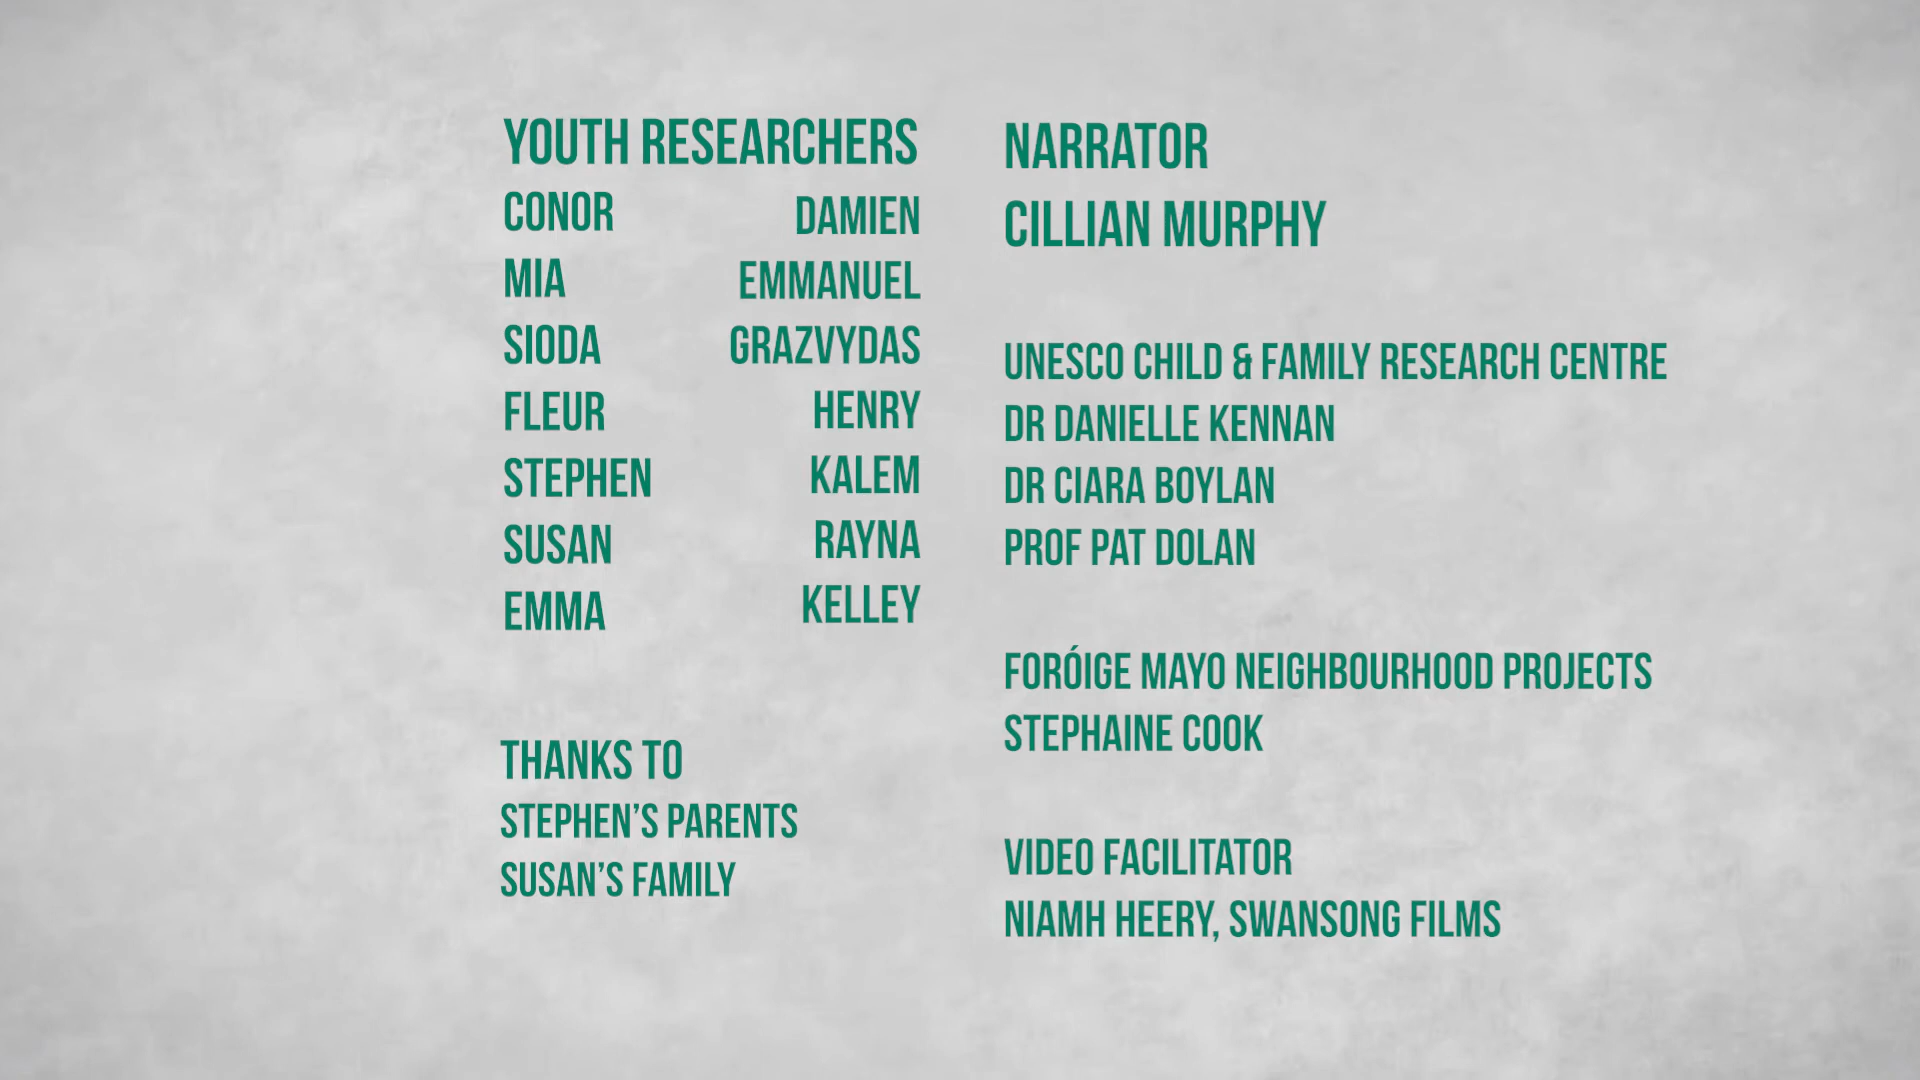 YOUTH RESEARCHERS
CONOR DAMIEN
MIA EMMANUEL
SIODA GRAZVYDAS
FLEUR HENRY
STEPHEN KALEM
SUSAN RAYNA
EMMA KELLEY
THANKS TO
STEPHEN’S PARENTS
SUSAN’S FAMILY
NARRATOR
CILLIAN MURPHY
UNESCO CHILD & FAMILY RESEARCH CENTRE
DR DANIELLE KENNAN
DR CIARA BOYLAN
PROF PAT DOLAN
FORÓIGE MAYO NEIGHBOURHOOD PROJECTS
STEPHAINE COOK
VIDEO FACILITATOR
NIAMH HEERY, SWANSONG FILMS